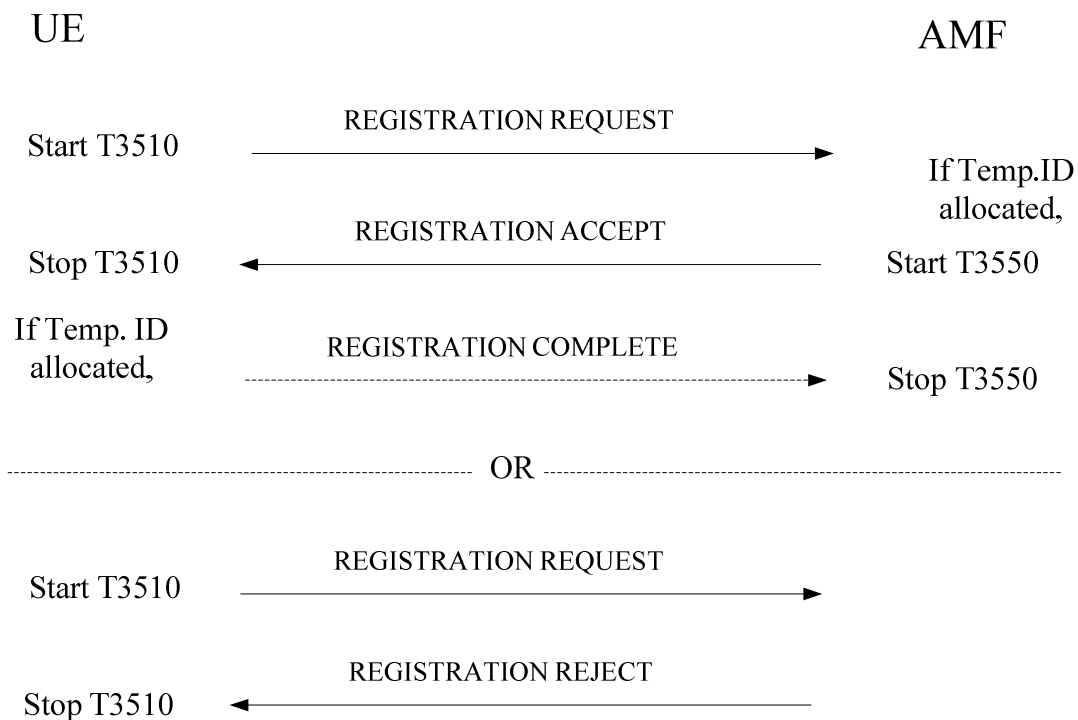 UE
AMF
REGISTRATION REQUEST
Start T3510
If Temp.ID
allocated,
REGISTRATION ACCEPT
Stop T3510
Start T3550
If Temp. ID
allocated,
REGISTRATION COMPLETE
Stop T3550
OR
REGISTRATION REQUEST
Start T3510
REGISTRATION REJECT
Stop T3510